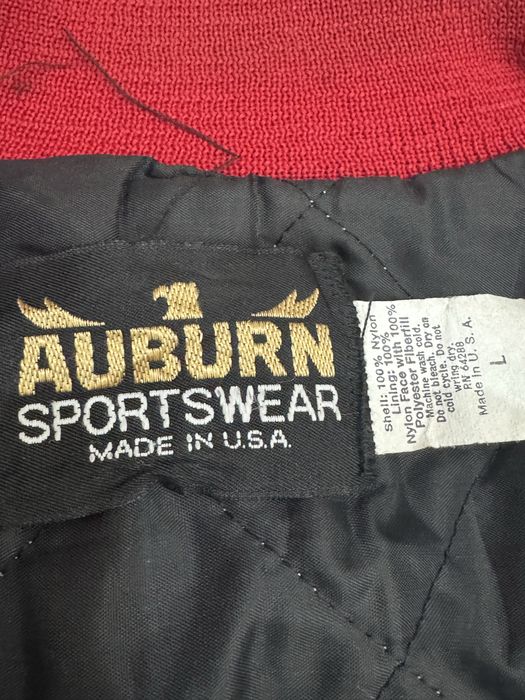 AUBURN
SPORTSWEAR
MADE IN U.S.A.
Shell: 100% Nylon
Lining: 100%
Nylon Face with 100%
Polyester Fiberfill
Machine wash cold.
Do not bleach. Dry on
cold cycle. Do not
wring dry.
RN 64288
Made In U. S. A.
L